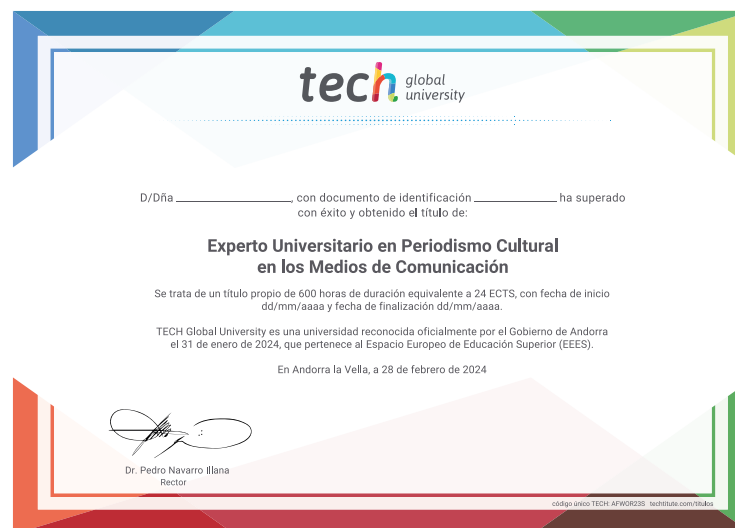 tech global university
D/Dña ____________, con documento de identificación ____________ ha superado
con éxito y obtenido el título de:
Experto Universitario en Periodismo Cultural
en los Medios de Comunicación
Se trata de un título propio de 600 horas de duración equivalente a 24 ECTS, con fecha de inicio
dd/mm/aaaa y fecha de finalización dd/mm/aaaa.
TECH Global University es una universidad reconocida oficialmente por el Gobierno de Andorra
el 31 de enero de 2024, que pertenece al Espacio Europeo de Educación Superior (EEES).
En Andorra la Vella, a 28 de febrero de 2024
Dr. Pedro Navarro Illana
Rector
código único TECH: AFWOR23S techtitute.com/titulos